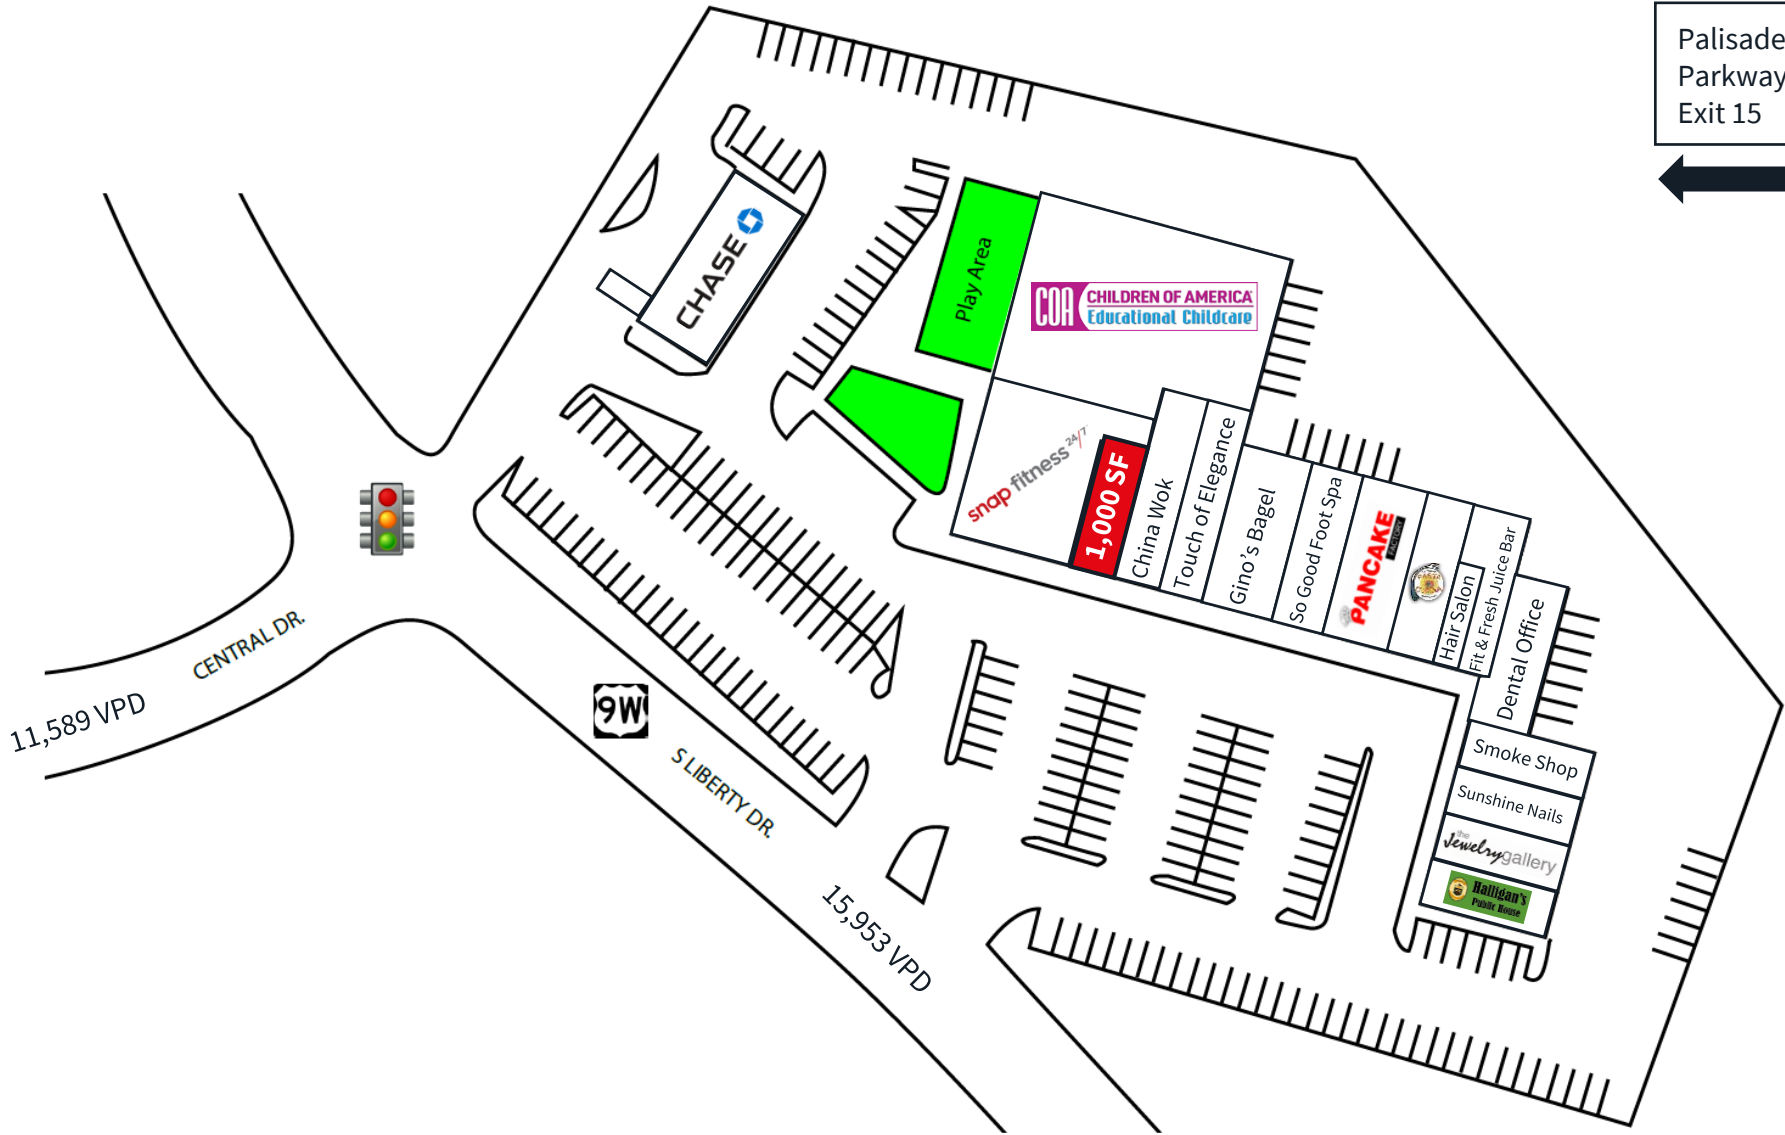 Palisade
Parkway
Exit 15
CHASE
Play Area
COA CHILDREN OF AMERICA
Educational Childcare
snap fitness 24/7
1,000 SF
China Wok
Touch of Elegance
Gino's Bagel
So Good Foot Spa
PANCAKE
FACTORY
Hair Salon
Fit & Fresh Juice Bar
Dental Office
Smoke Shop
Sunshine Nails
the
Jewelry gallery
Halligan's
Public House
CENTRAL DR.
11,589 VPD
9W
S LIBERTY DR.
15,953 VPD